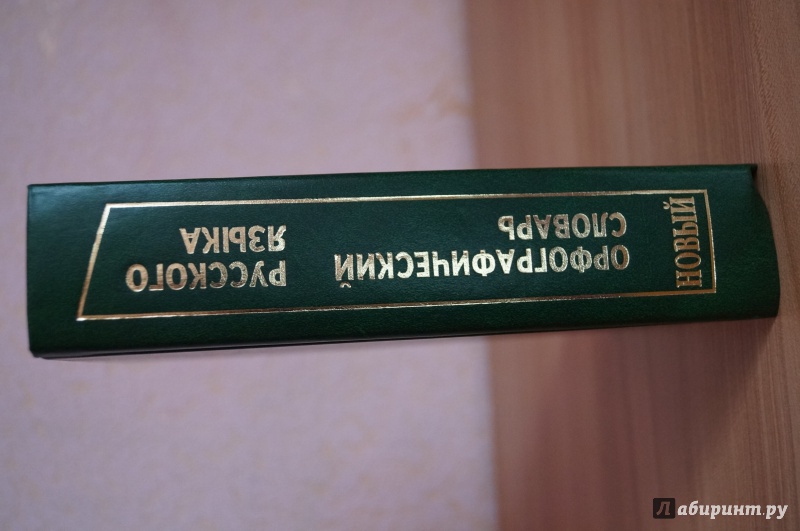 НОВЫЙ
ОРФОГРАФИЧЕСКИЙ
СЛОВАРЬ
РУССКОГО
ЯЗЫКА
Лабиринт.ру